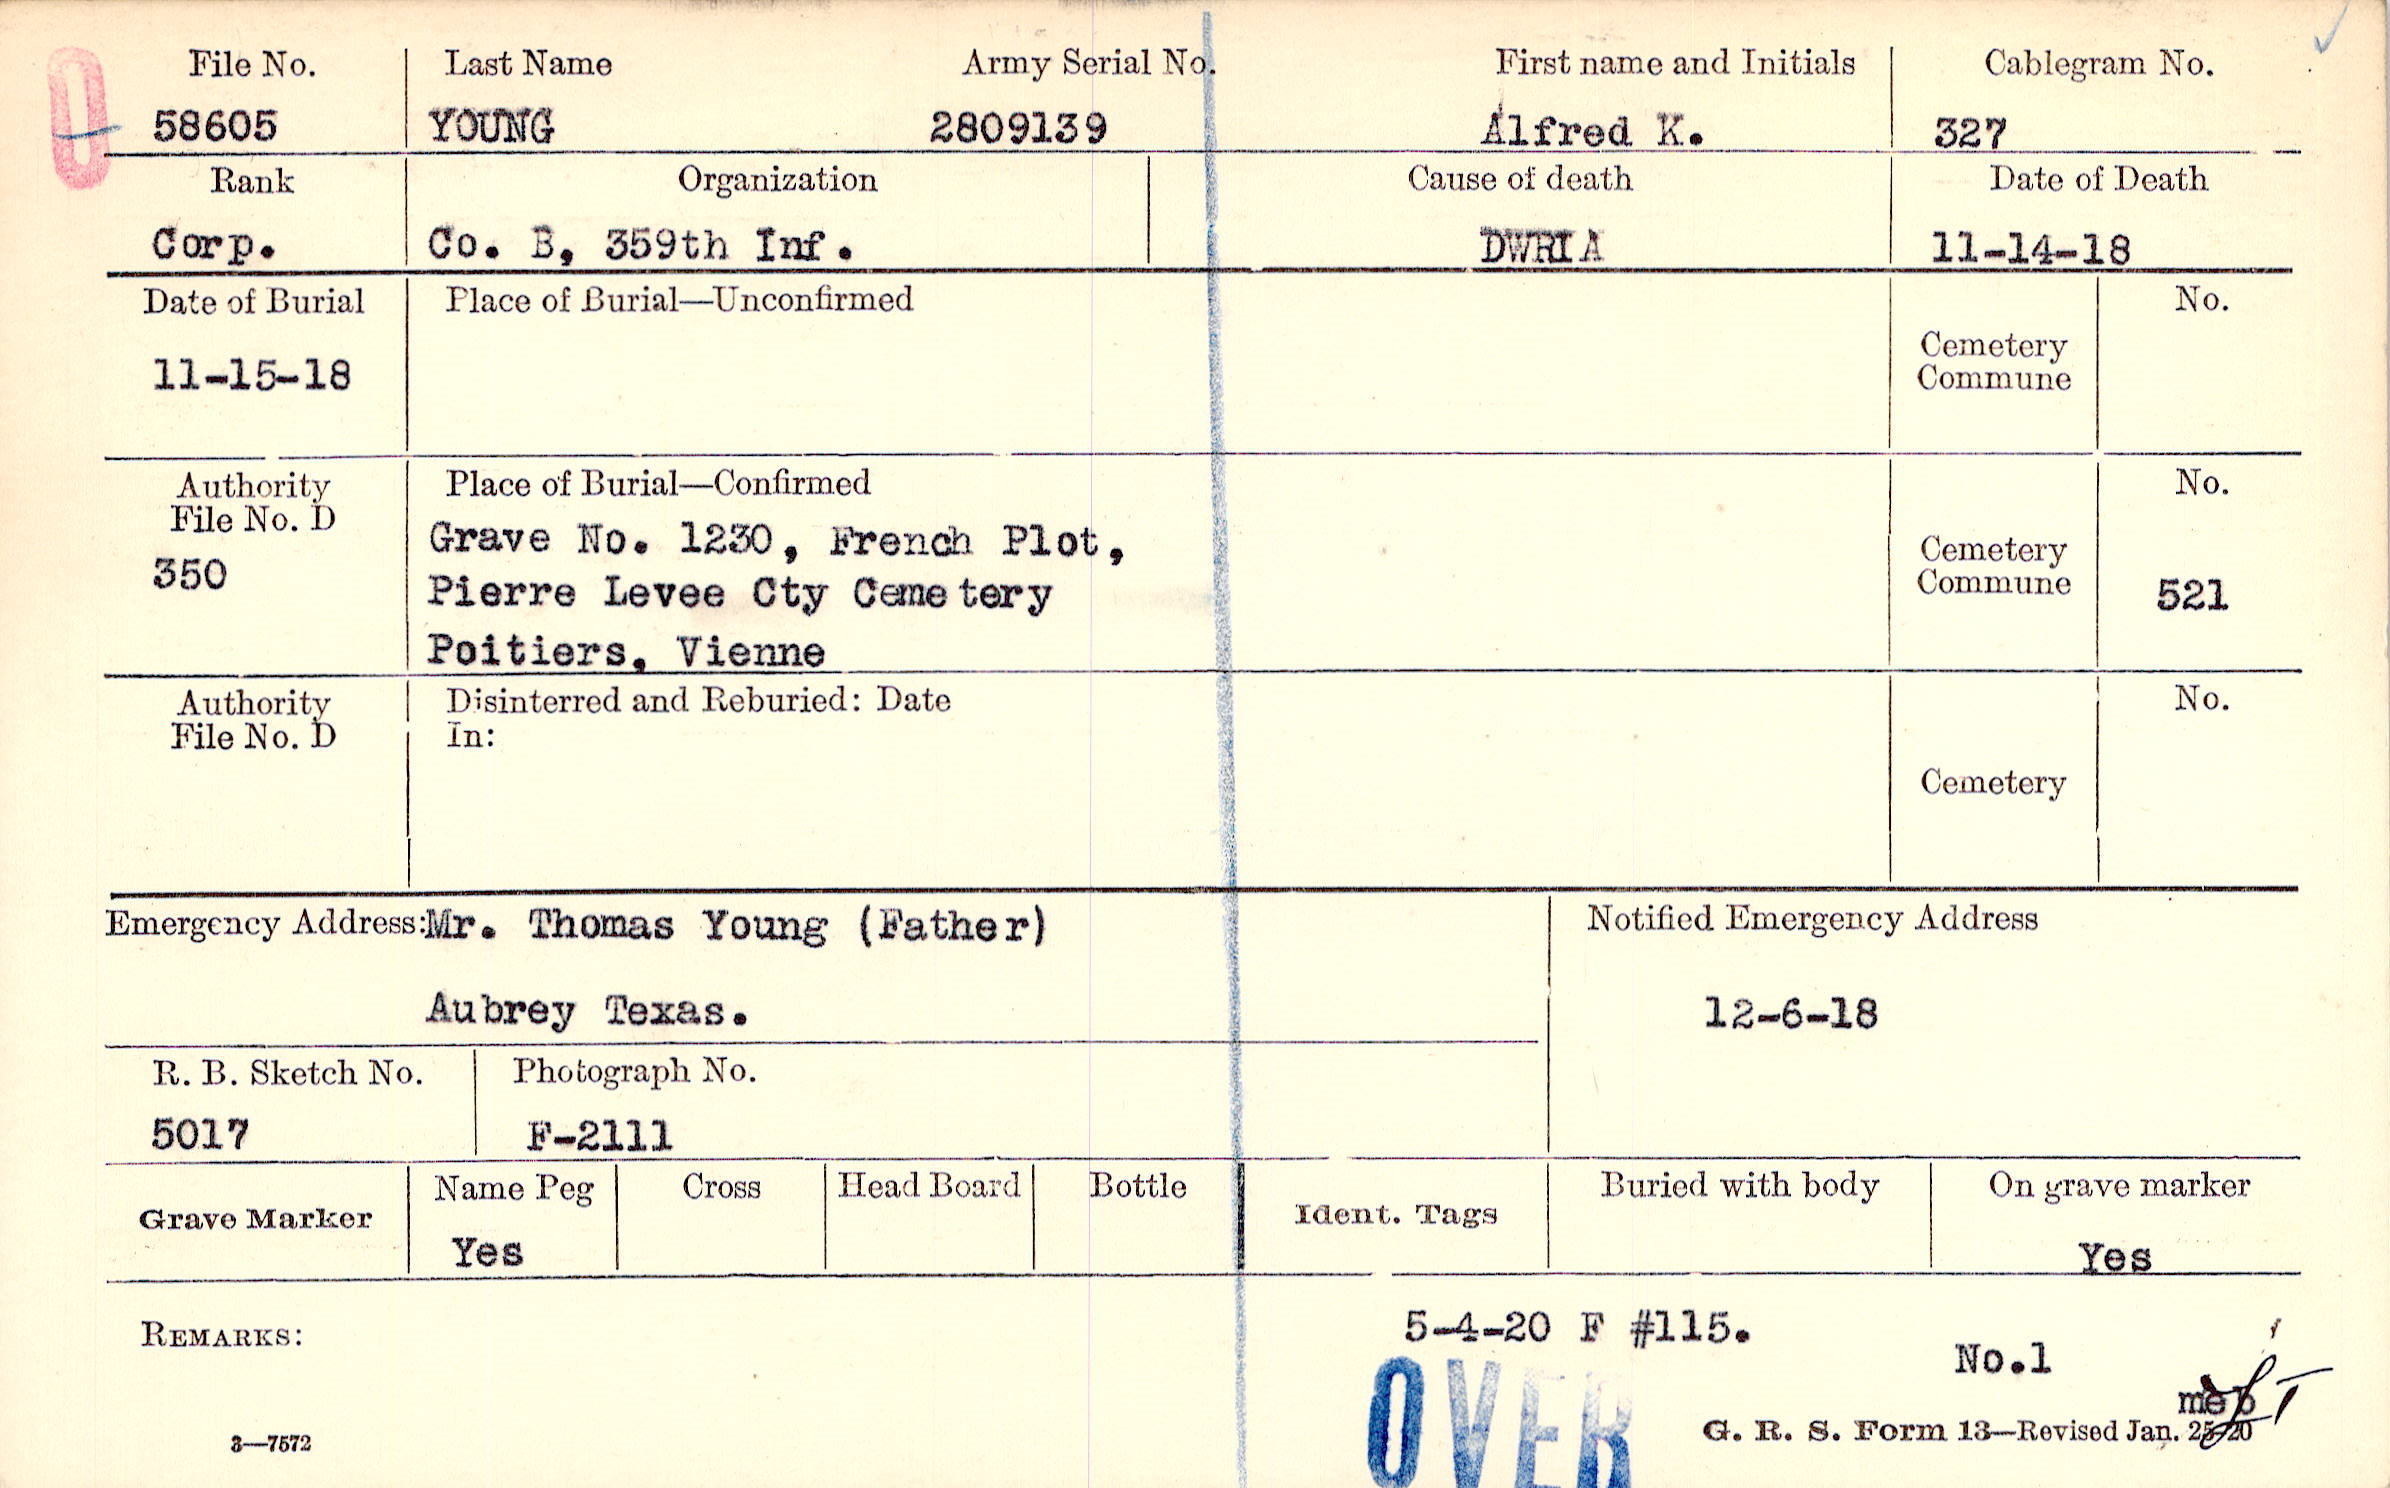 O
File No. Last Name Army Serial No. First name and Initials Cablegram No.
58605 YOUNG 2809139 Alfred K. 327
Rank Organization Cause of death Date of Death
Corp. Co. B, 359th Inf. DWRIA 11-14-18
Date of Burial Place of Burial—Unconfirmed No.
11-15-18
Cemetery
Commune
Authority Place of Burial—Confirmed No.
File No. D
350
Grave No. 1230, French Plot,
Pierre Levee Cty Cemetery
Poitiers, Vienne
Cemetery
Commune
521
Authority Disinterred and Reburied: Date No.
File No. D In:
Cemetery
Emergency Address: Mr. Thomas Young (Father) Notified Emergency Address
Aubrey Texas. 12-6-18
R. B. Sketch No. Photograph No.
5017 F-2111
Grave Marker Name Peg Cross Head Board Bottle Ident. Tags Buried with body On grave marker
Yes Yes
REMARKS: 5-4-20 F #115.
No.1
OVER
meb
3—7572 G. R. S. Form 13—Revised Jan. 25-20